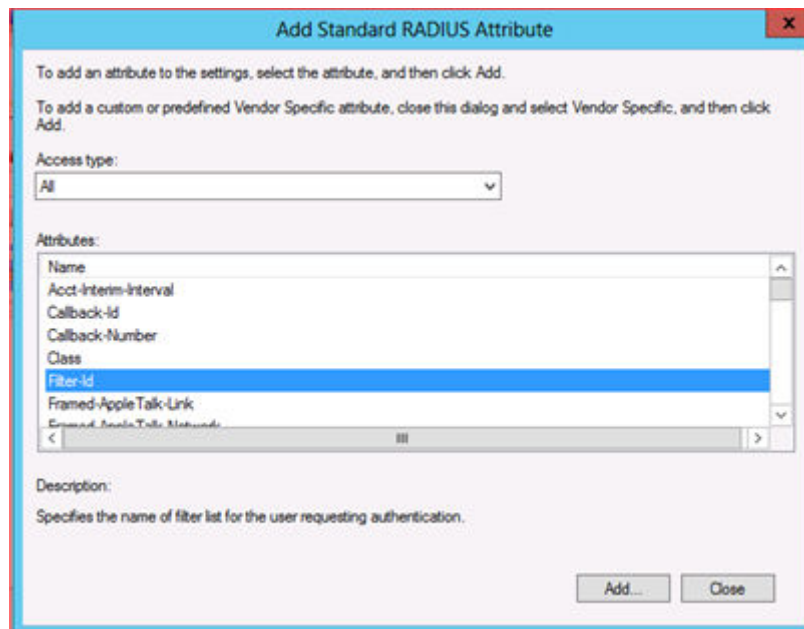 Add Standard RADIUS Attribute
x
To add an attribute to the settings, select the attribute, and then click Add.
To add a custom or predefined Vendor Specific attribute, close this dialog and select Vendor Specific, and then click
Add.
Access type:
All
Attributes:
Name
Acct-Interim-Interval
Callback-Id
Callback-Number
Class
Filter-Id
Framed-AppleTalk-Link
Framed-AppleTalk-Network
Description:
Specifies the name of filter list for the user requesting authentication.
Add...
Close